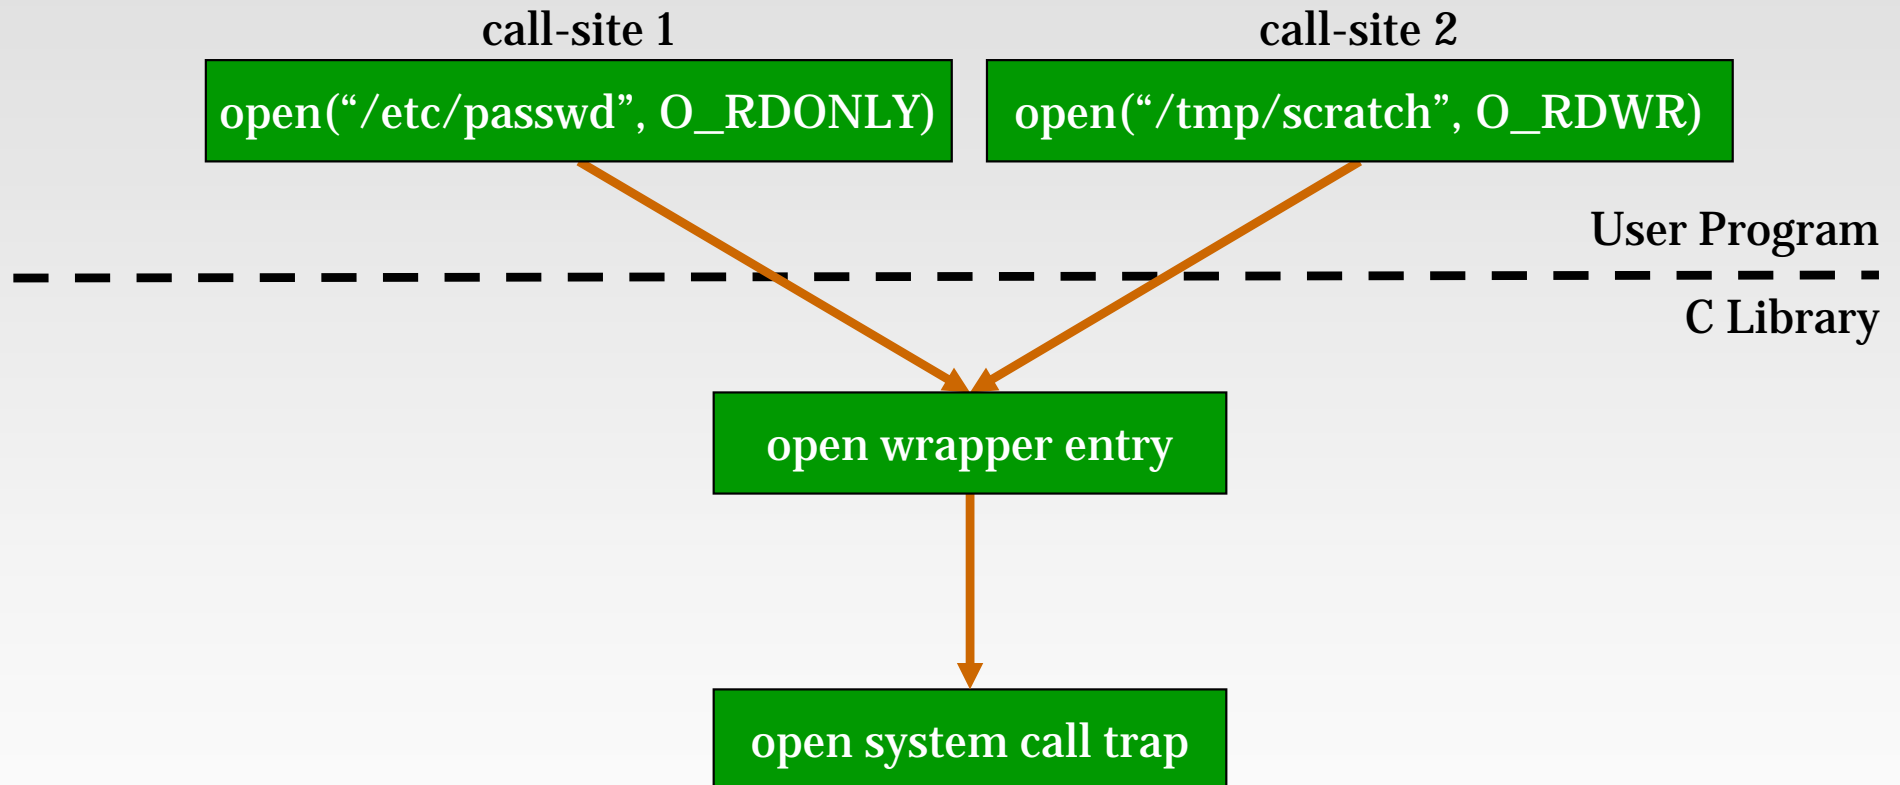 call-site 1
call-site 2
open(“/etc/passwd”, O_RDONLY)
open(“/tmp/scratch”, O_RDWR)
User Program
C Library
open wrapper entry
open system call trap